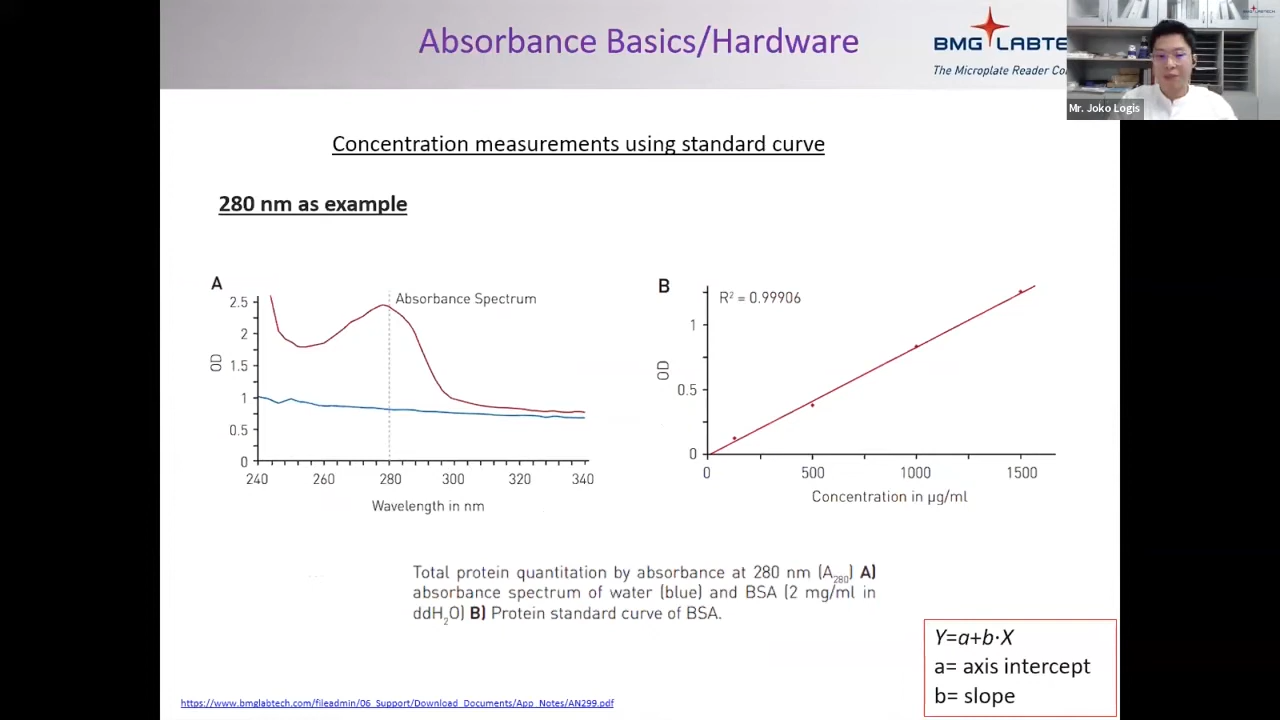 Absorbance Basics/Hardware
BMG LABTE
The Microplate Reader Co
Mr. Joko Logis
Concentration measurements using standard curve
280 nm as example
A
Absorbance Spectrum
2.5
2
1.5
1
0.5
0
OD
240 260 280 300 320 340
Wavelength in nm
B
R² = 0.99906
1
0.5
0
OD
0 500 1000 1500
Concentration in µg/ml
Total protein quantitation by absorbance at 280 nm (A₂₈₀) A)
absorbance spectrum of water (blue) and BSA (2 mg/ml in
ddH₂O) B) Protein standard curve of BSA.
Y=a+b·X
a= axis intercept
b= slope
https://www.bmglabtech.com/fileadmin/06_Support/Download_Documents/App_Notes/AN299.pdf